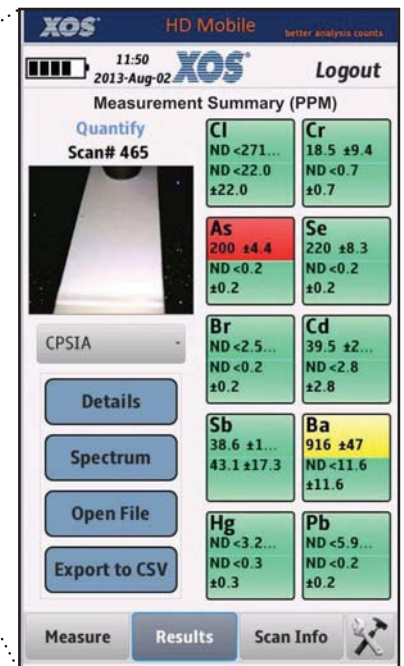 XOS HD Mobile better analysis counts
11:50
2013-Aug-02 XOS Logout
Measurement Summary (PPM)
Quantify
Scan# 465
CPSIA
Details
Spectrum
Open File
Export to CSV
Cl
ND <271...
ND <22.0
±22.0
Cr
18.5 ±9.4
ND <0.7
±0.7
As
200 ±4.4
ND <0.2
±0.2
Se
220 ±8.3
ND <0.2
±0.2
Br
ND <2.5...
ND <0.2
±0.2
Cd
39.5 ±2...
ND <2.8
±2.8
Sb
38.6 ±1...
43.1 ±17.3
Ba
916 ±47
ND <11.6
±11.6
Hg
ND <3.2...
ND <0.3
±0.3
Pb
ND <5.9...
ND <0.2
±0.2
Measure Results Scan Info